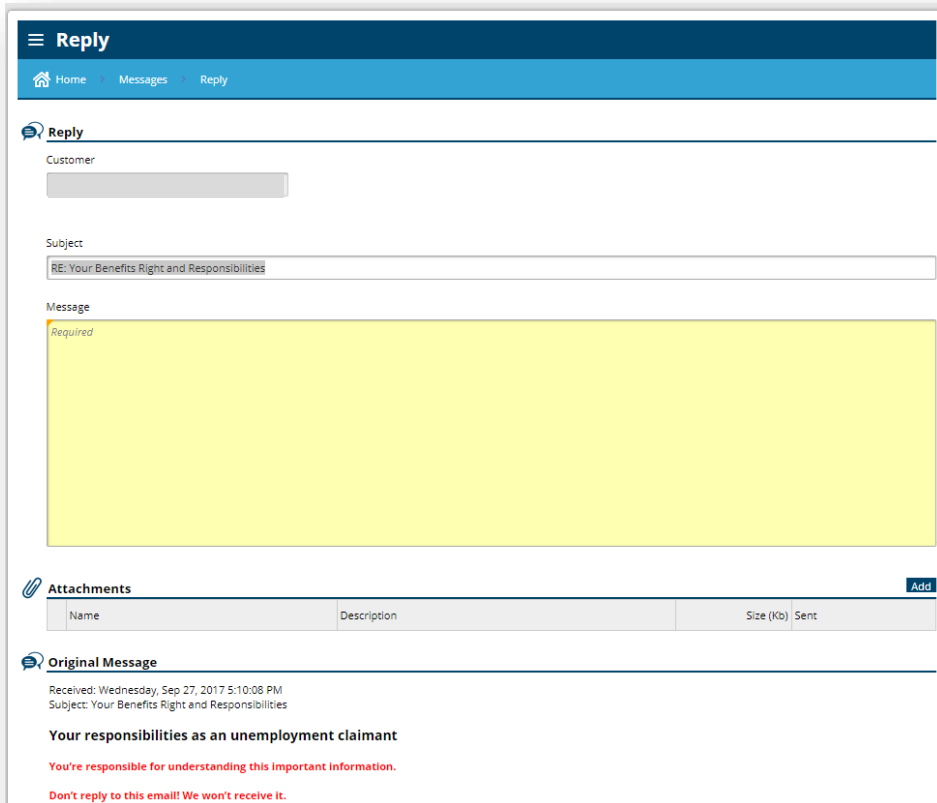 Reply
Home Messages Reply
Reply
Customer
Subject
RE: Your Benefits Right and Responsibilities
Message
Required
Attachments Add
Name Description Size (Kb) Sent
Original Message
Received: Wednesday, Sep 27, 2017 5:10:08 PM
Subject: Your Benefits Right and Responsibilities
Your responsibilities as an unemployment claimant
You're responsible for understanding this important information.
Don't reply to this email! We won't receive it.